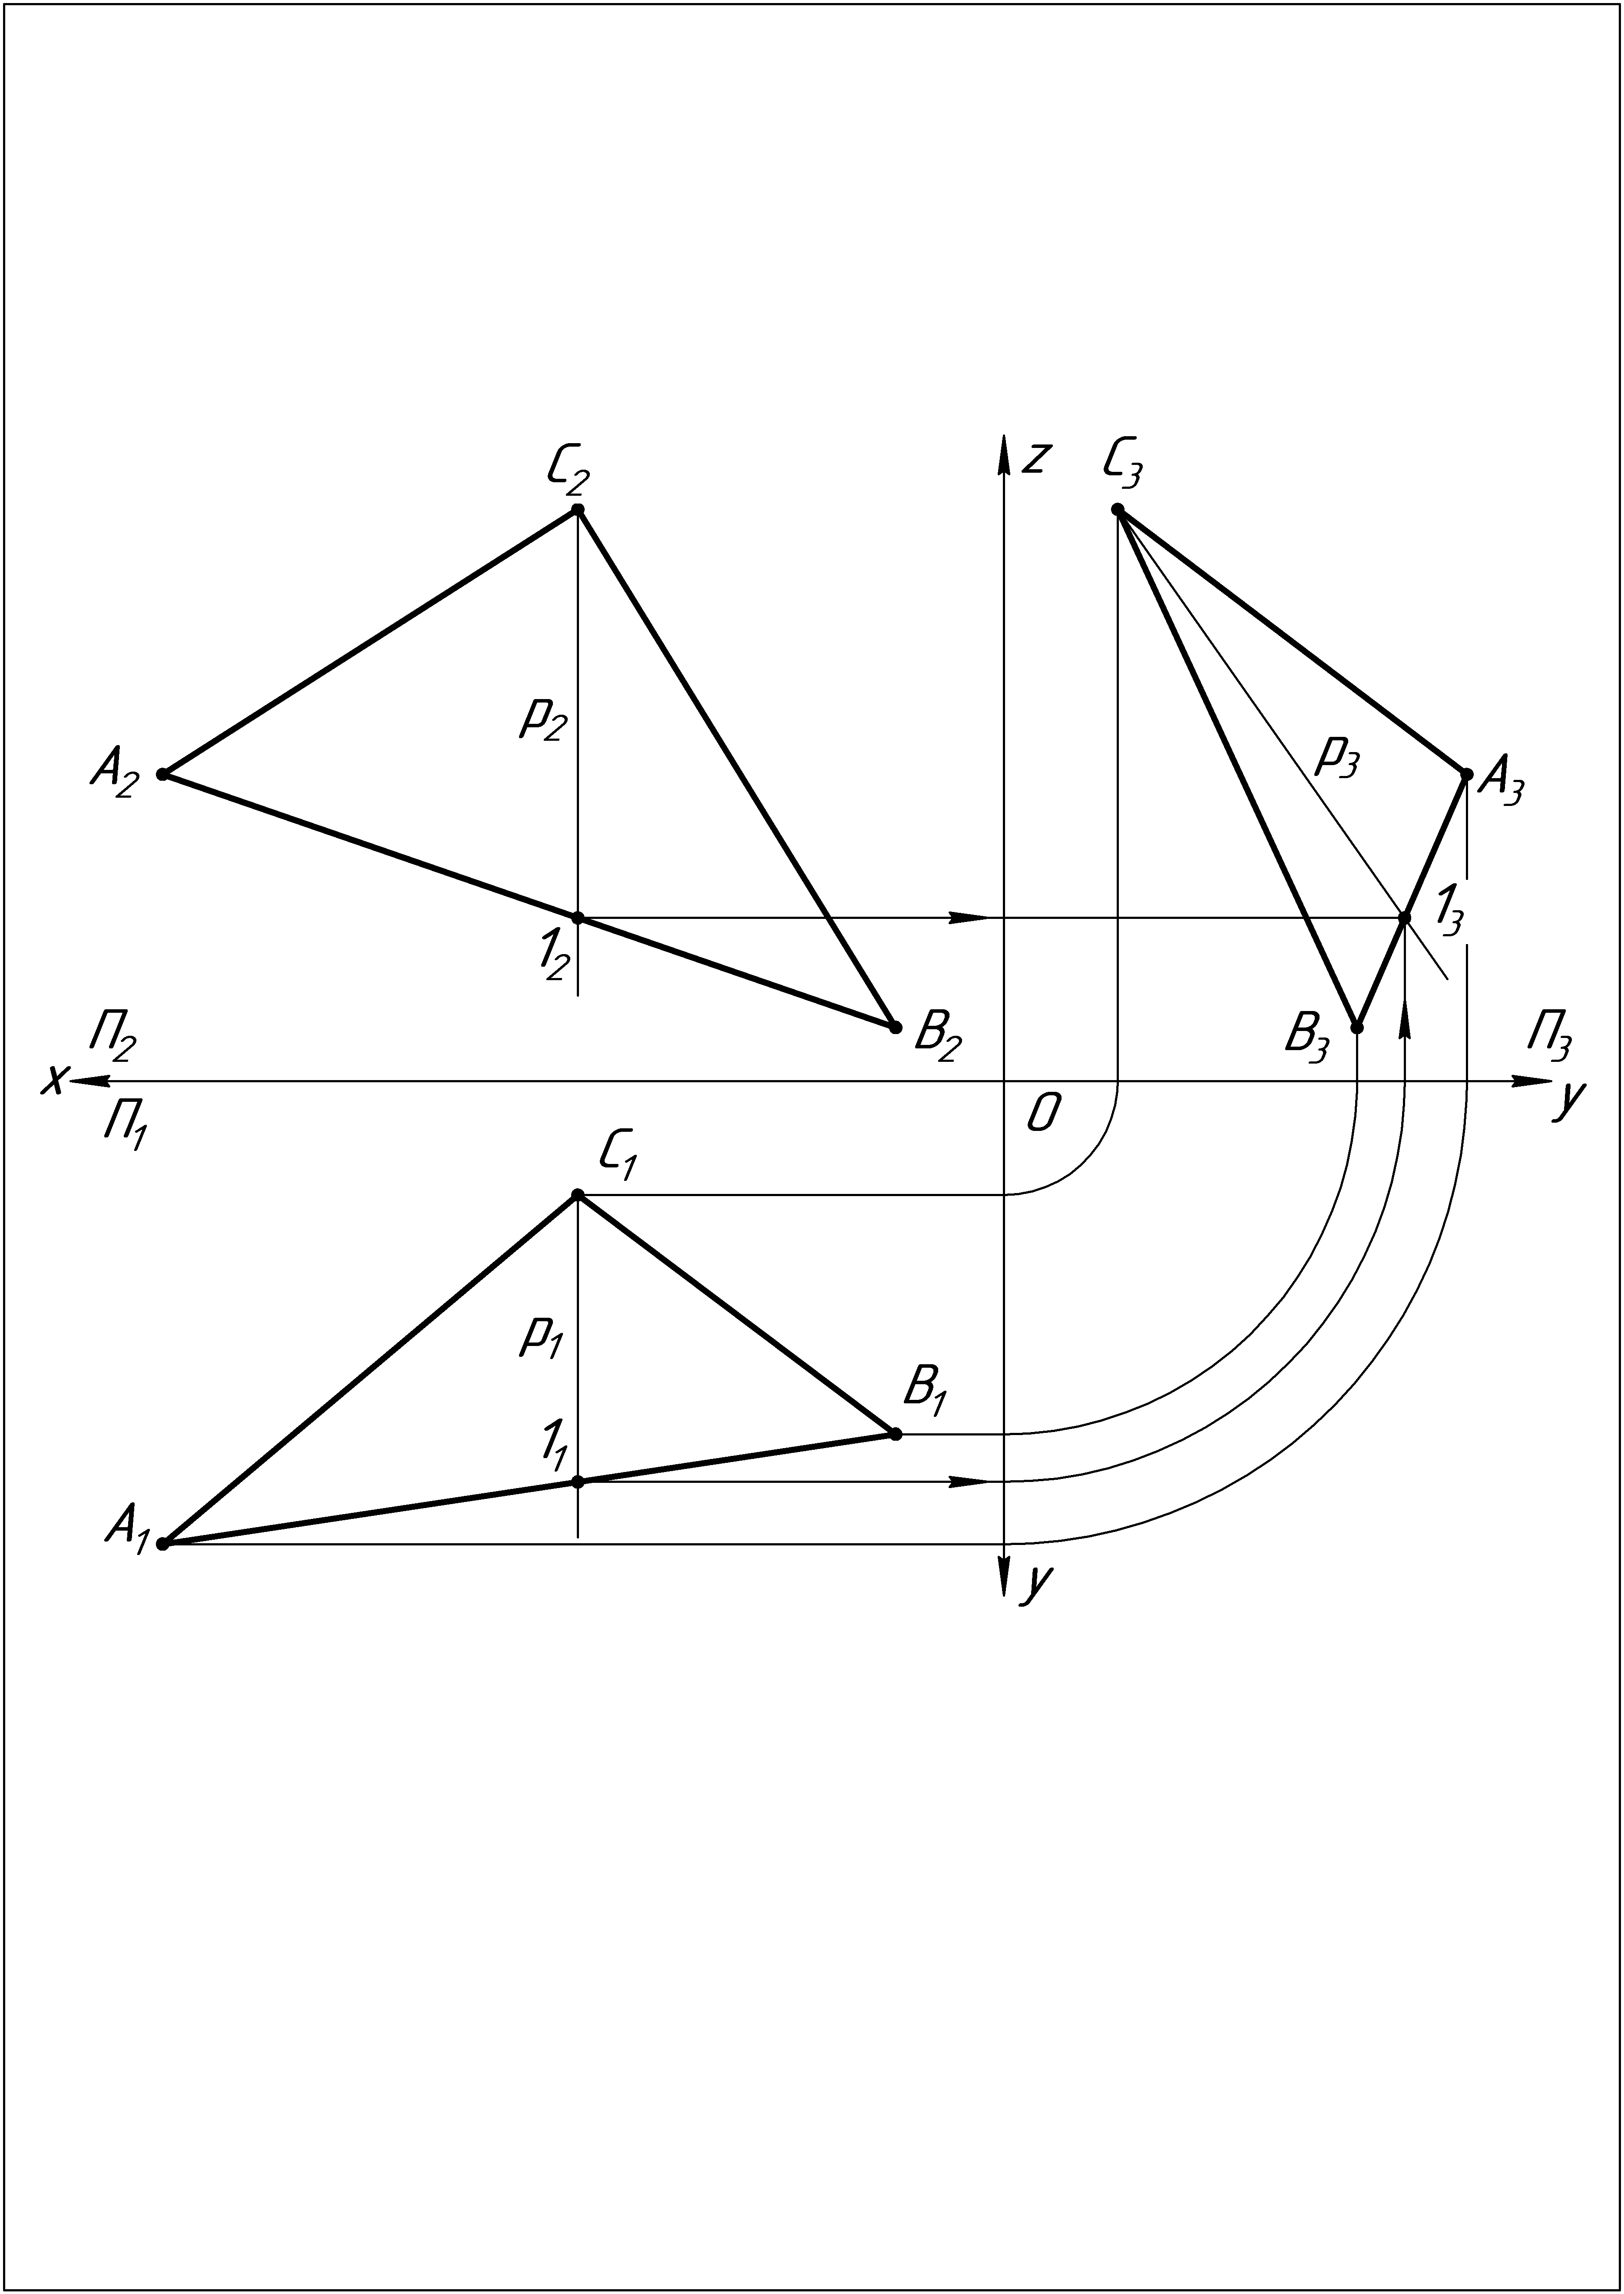 C₂ z C₃
p₂ p₃
A₂ A₃
1₂ 1₃
П₂ B₂ B₃ П₃
x O y
П₁ C₁
p₁
1₁ B₁
A₁
y